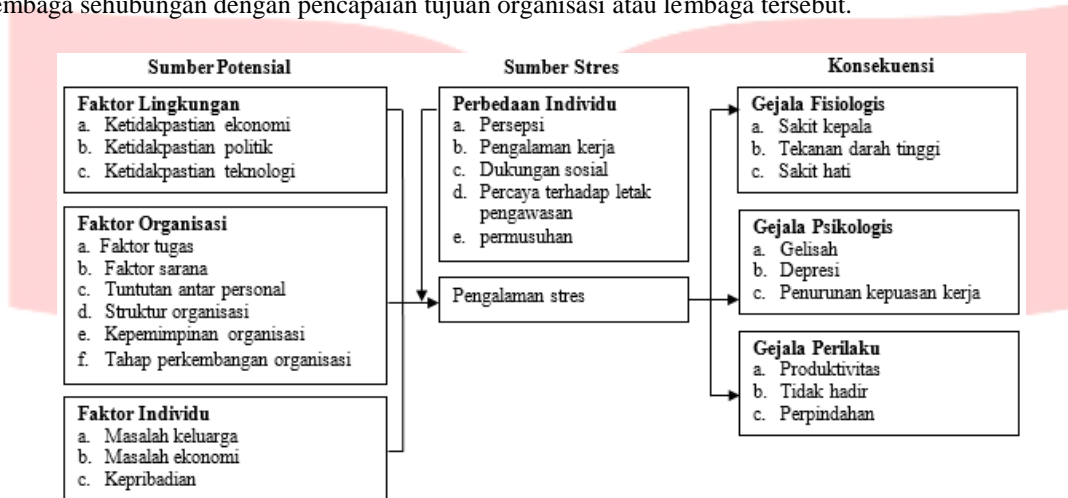 embaga sehubungan dengan pencapaian tujuan organisasi atau lembaga tersebut.
Sumber Potensial
Faktor Lingkungan
a. Ketidakpastian ekonomi
b. Ketidakpastian politik
c. Ketidakpastian teknologi
Faktor Organisasi
a. Faktor tugas
b. Faktor sarana
c. Tuntutan antar personal
d. Struktur organisasi
e. Kepemimpinan organisasi
f. Tahap perkembangan organisasi
Faktor Individu
a. Masalah keluarga
b. Masalah ekonomi
c. Kepribadian
Sumber Stres
Perbedaan Individu
a. Persepsi
b. Pengalaman kerja
c. Dukungan sosial
d. Percaya terhadap letak
pengawasan
e. permusuhan
Pengalaman stres
Konsekuensi
Gejala Fisiologis
a. Sakit kepala
b. Tekanan darah tinggi
c. Sakit hati
Gejala Psikologis
a. Gelisah
b. Depresi
c. Penurunan kepuasan kerja
Gejala Perilaku
a. Produktivitas
b. Tidak hadir
c. Perpindahan